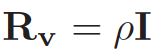 R_v = ρI